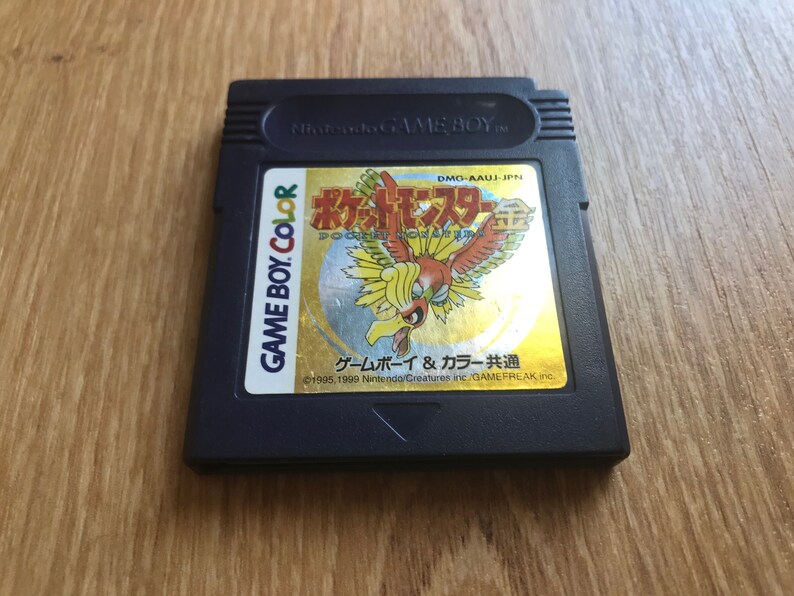 Nintendo GAME BOY™
DMG-AAUJ-JPN
ポケットモンスター金
POCKET MONSTERS
GAME BOY COLOR
ゲームボーイ & カラー共通
©1995,1999 Nintendo/Creatures inc./GAMEFREAK inc.